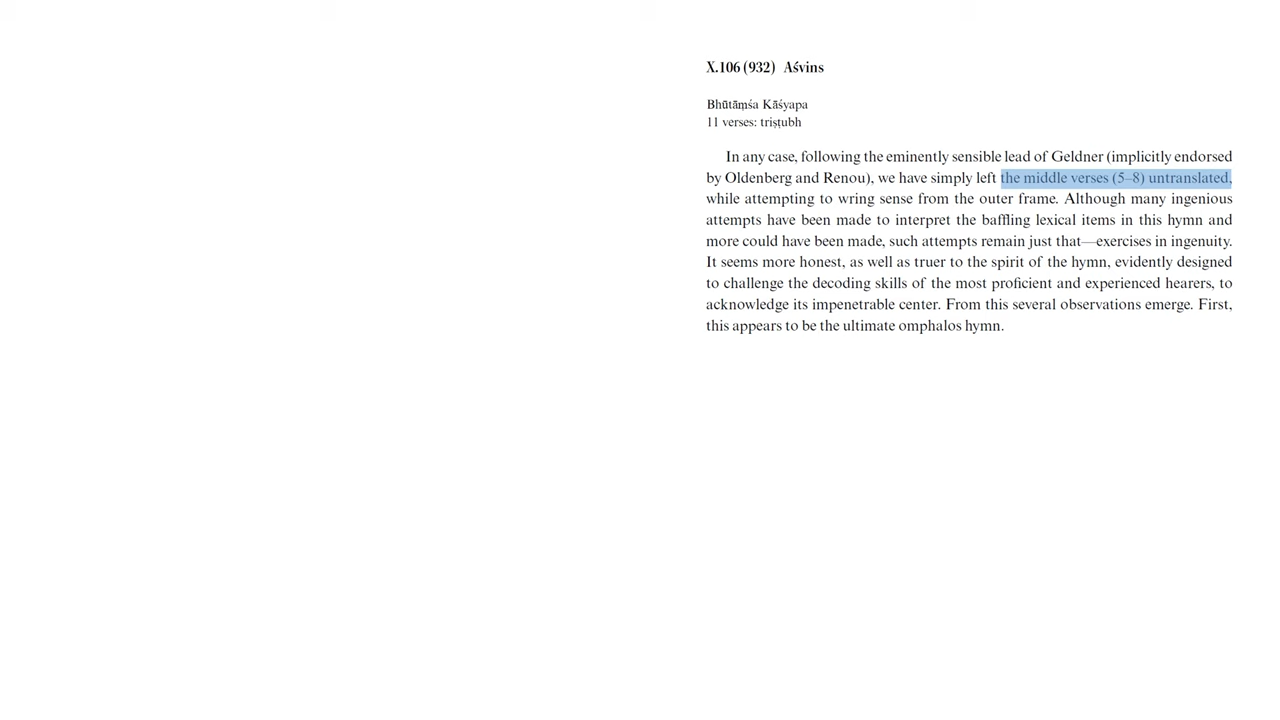 X.106 (932) Aśvins
Bhūtāṃśa Kāśyapa
11 verses: triṣṭubh
In any case, following the eminently sensible lead of Geldner (implicitly endorsed
by Oldenberg and Renou), we have simply left the middle verses (5–8) untranslated,
while attempting to wring sense from the outer frame. Although many ingenious
attempts have been made to interpret the baffling lexical items in this hymn and
more could have been made, such attempts remain just that—exercises in ingenuity.
It seems more honest, as well as truer to the spirit of the hymn, evidently designed
to challenge the decoding skills of the most proficient and experienced hearers, to
acknowledge its impenetrable center. From this several observations emerge. First,
this appears to be the ultimate omphalos hymn.